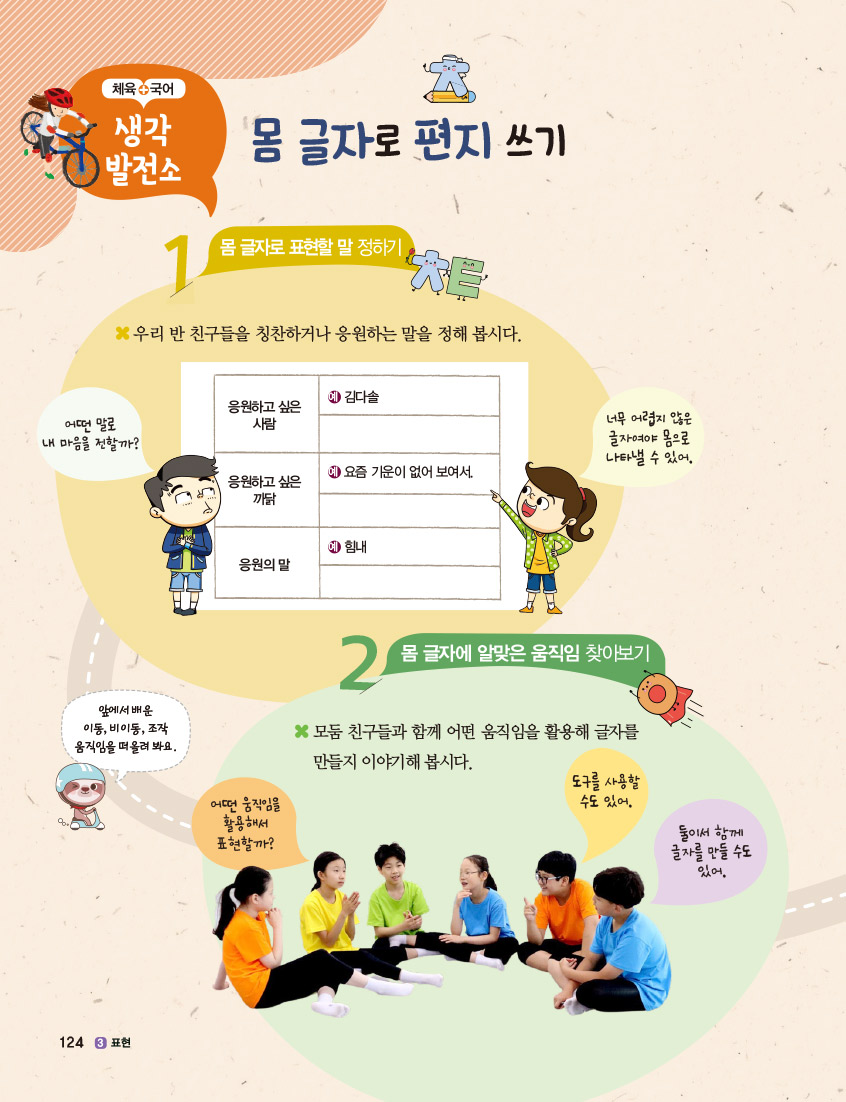 체육+국어
생각
발전소
몸 글자로 편지 쓰기
1 몸 글자로 표현할 말 정하기
우리 반 친구들을 칭찬하거나 응원하는 말을 정해 봅시다.
어떤 말로
내 마음을 전할까?
너무 어렵지 않은
글자여야 몸으로
나타낼 수 있어.
응원하고 싶은
사람
예 김다솔
응원하고 싶은
까닭
예 요즘 기운이 없어 보여서.
응원의 말
예 힘내
2 몸 글자에 알맞은 움직임 찾아보기
앞에서 배운
이동, 비이동, 조작
움직임을 떠올려 봐요.
모둠 친구들과 함께 어떤 움직임을 활용해 글자를
만들지 이야기해 봅시다.
어떤 움직임을
활용해서
표현할까?
도구를 사용할
수도 있어.
둘이서 함께
글자를 만들 수도
있어.
124 3 표현